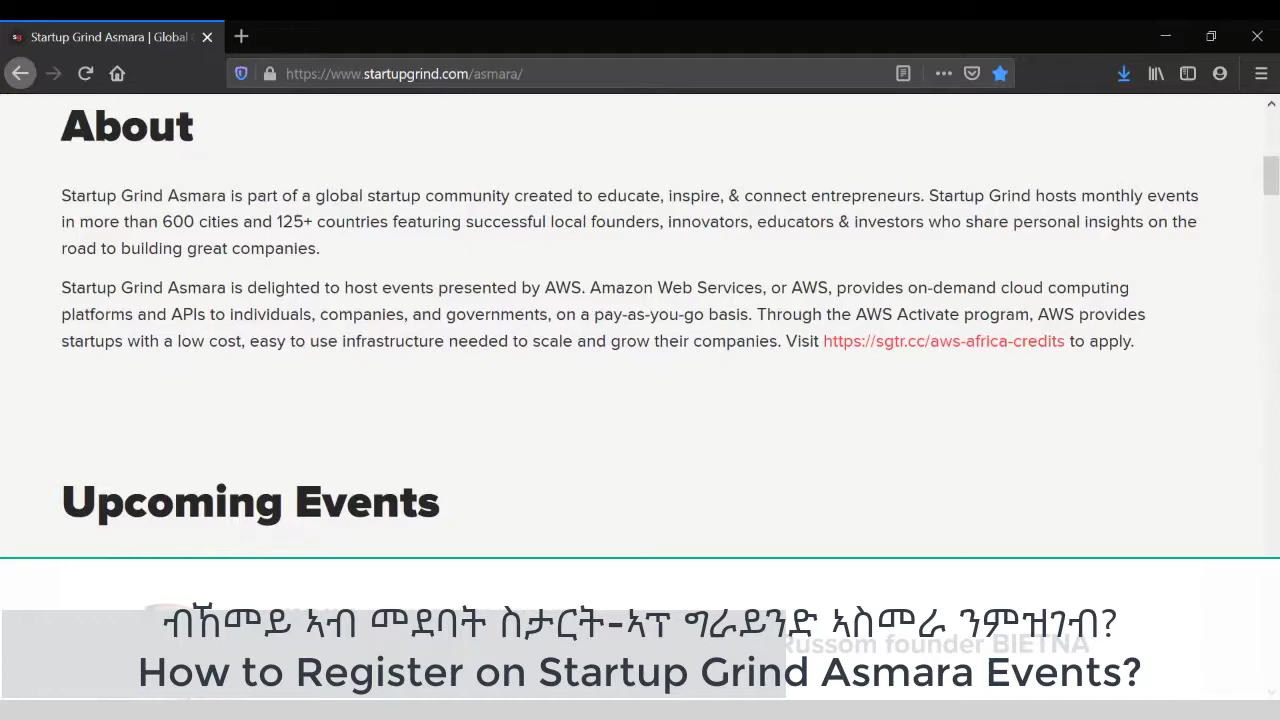 Startup Grind Asmara | Global
https://www.startupgrind.com/asmara/
About
Startup Grind Asmara is part of a global startup community created to educate, inspire, & connect entrepreneurs. Startup Grind hosts monthly events
in more than 600 cities and 125+ countries featuring successful local founders, innovators, educators & investors who share personal insights on the
road to building great companies.
Startup Grind Asmara is delighted to host events presented by AWS. Amazon Web Services, or AWS, provides on-demand cloud computing
platforms and APIs to individuals, companies, and governments, on a pay-as-you-go basis. Through the AWS Activate program, AWS provides
startups with a low cost, easy to use infrastructure needed to scale and grow their companies. Visit https://sgtr.cc/aws-africa-credits to apply.
Upcoming Events
ብኸመይ ኣብ መደባት ስታርት-ኣፕ ግራይንድ ኣስመራ ንምዝገብ?
Russom founder BIETNA
How to Register on Startup Grind Asmara Events?